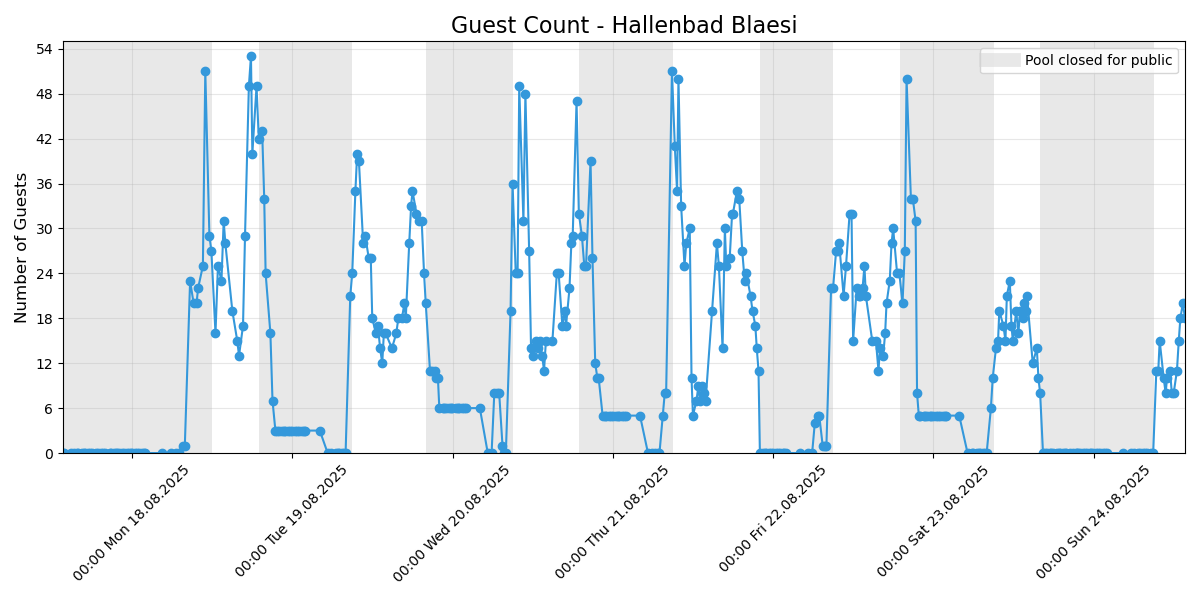 Guest Count - Hallenbad Blaesi
Pool closed for public
Number of Guests
54
48
42
36
30
24
18
12
6
0
00:00 Mon 18.08.2025
00:00 Tue 19.08.2025
00:00 Wed 20.08.2025
00:00 Thu 21.08.2025
00:00 Fri 22.08.2025
00:00 Sat 23.08.2025
00:00 Sun 24.08.2025